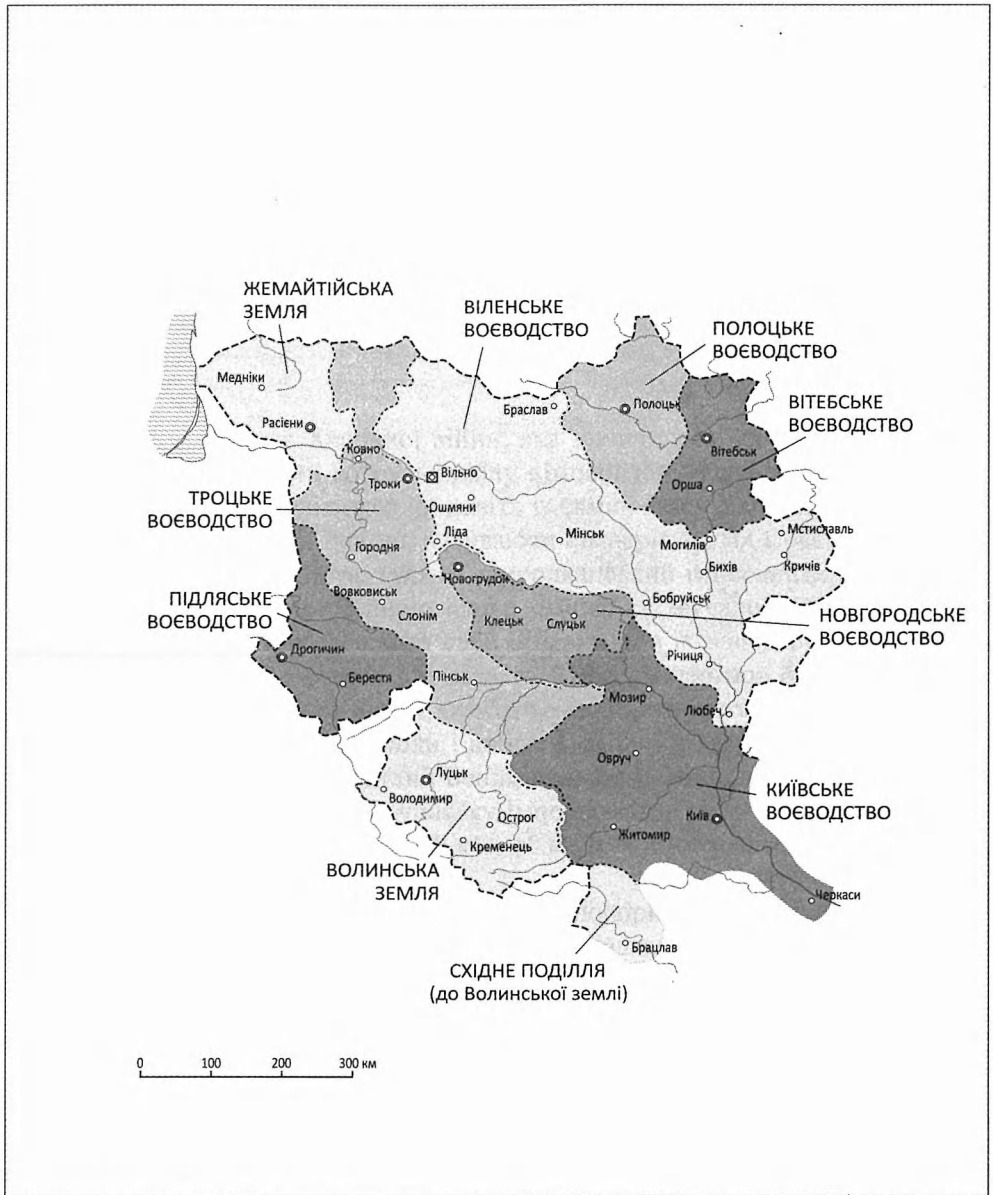 ЖЕМАЙТІЙСЬКА
ЗЕМЛЯ
ВІЛЕНСЬКЕ
ВОЄВОДСТВО
ПОЛОЦЬКЕ
ВОЄВОДСТВО
Медніки
Браслав
Полоцьк
ВІТЕБСЬКЕ
ВОЄВОДСТВО
Расієни
Вітебськ
Ковно
Троки
Вільно
Орша
ТРОЦЬКЕ
ВОЄВОДСТВО
Ошмяни
Мстиславль
Ліда
Мінськ
Могилів
Городня
Кричів
Новогрудок
Бихів
ПІДЛЯСЬКЕ
ВОЄВОДСТВО
Вовковиськ
Бобруйськ
Слонім
Клецьк
Слуцьк
НОВГОРОДСЬКЕ
ВОЄВОДСТВО
Дрогичин
Річиця
Берестя
Пінськ
Мозир
Любеч
Овруч
Луцьк
КИЇВСЬКЕ
ВОЄВОДСТВО
Володимир
Острог
Київ
Житомир
Кременець
ВОЛИНСЬКА
ЗЕМЛЯ
Черкаси
Брацлав
СХІДНЕ ПОДІЛЛЯ
(до Волинської землі)
0 100 200 300 км